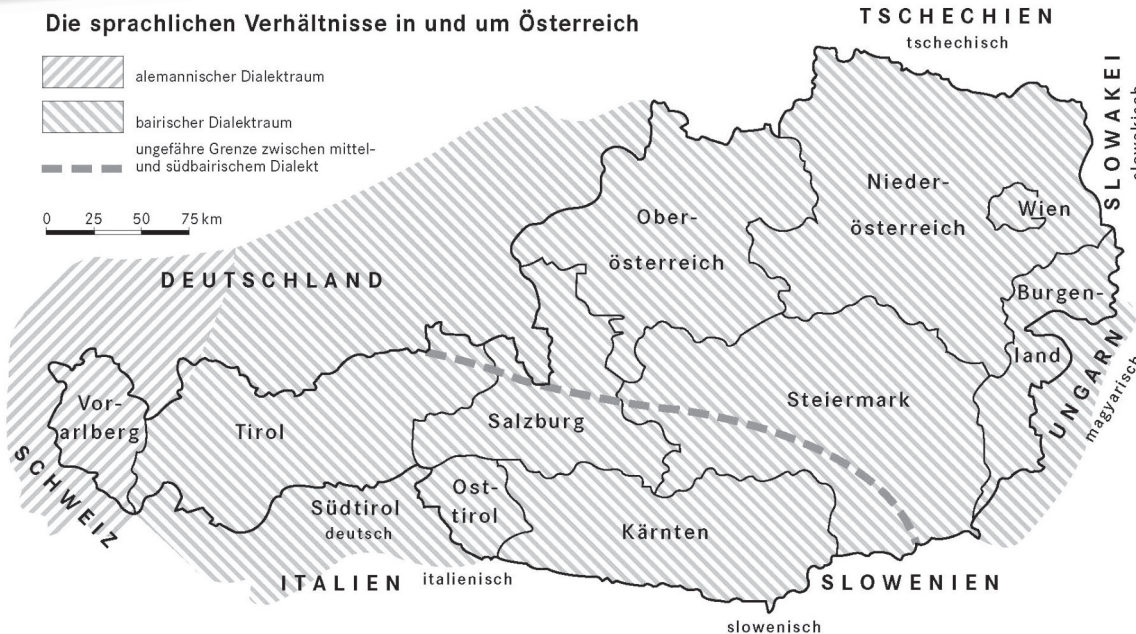 Die sprachlichen Verhältnisse in und um Österreich
alemannischer Dialektraum
bairischer Dialektraum
ungefähre Grenze zwischen mittel-
und südbairischem Dialekt
0 25 50 75 km
TSCHECHIEN
tschechisch
SLOWAKEI
slowakisch
Nieder-
österreich
Wien
Ober-
österreich
DEUTSCHLAND
Burgen-
land
UNGARN
magyarisch
Vor-
arlberg
Tirol
Salzburg
Steiermark
SCHWEIZ
Südtirol
deutsch
Ost-
tirol
Kärnten
ITALIEN
italienisch
SLOWENIEN
slowenisch